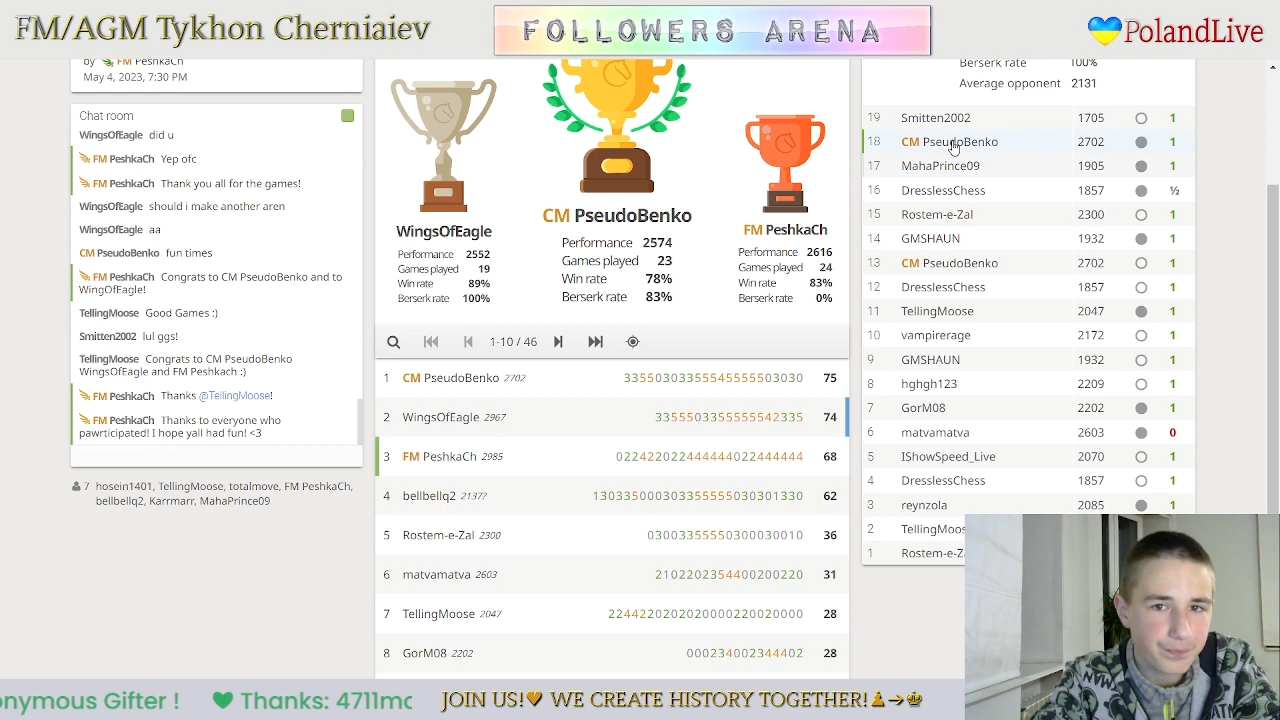 FM/AGM Tykhon Cherniaiev
FOLLOWERS ARENA
PolandLive
by FM PeshkaCh
May 4, 2023, 7:30 PM
Chat room
WingsOfEagle did u
FM PeshkaCh Yep ofc
FM PeshkaCh Thank you all for the games!
WingsOfEagle should i make another aren
WingsOfEagle aa
CM PseudoBenko fun times
FM PeshkaCh Congrats to CM PseudoBenko and to
WingOfEagle!
TellingMoose Good Games :)
Smitten2002 lul ggs!
TellingMoose Congrats to CM PseudoBenko
WingsOfEagle and FM Peshkach :)
FM PeshkaCh Thanks @TellingMoose!
FM PeshkaCh Thanks to everyone who
pawrticipated! I hope yall had fun! <3
7 hosein1401, TellingMoose, totalmove, FM PeshkaCh,
bellbellq2, Karrmarr, MahaPrince09
WingsOfEagle
Performance 2552
Games played 19
Win rate 89%
Berserk rate 100%
CM PseudoBenko
Performance 2574
Games played 23
Win rate 78%
Berserk rate 83%
FM PeshkaCh
Performance 2616
Games played 24
Win rate 83%
Berserk rate 0%
1-10 / 46
1 CM PseudoBenko 2702 33550303355545555503030 75
2 WingsOfEagle 2967 3355503355555542335 74
3 FM PeshkaCh 2985 022422022444444022444444 68
4 bellbellq2 2137? 130335000303355555030301330 62
5 Rostem-e-Zal 2300 03003355550300030010 36
6 matvamatva 2603 210220235440020020220 31
7 TellingMoose 2047 2244220202020000220020000 28
8 GorM08 2202 000234002344402 28
Berserk rate 100%
Average opponent 2131
19 Smitten2002 1705 1
18 CM PseudoBenko 2702 1
17 MahaPrince09 1905 1
16 DresslessChess 1857 ½
15 Rostem-e-Zal 2300 1
14 GMSHAUN 1932 1
13 CM PseudoBenko 2702 1
12 DresslessChess 1857 1
11 TellingMoose 2047 1
10 vampirerage 2172 1
9 GMSHAUN 1932 1
8 hghgh123 2209 1
7 GorM08 2202 1
6 matvamatva 2603 0
5 IShowSpeed_Live 2070 1
4 DresslessChess 1857 1
3 reynzola 2085 1
2 TellingMoos
1 Rostem-e-Za
onymous Gifter ! Thanks: 4711mc
JOIN US! WE CREATE HISTORY TOGETHER!